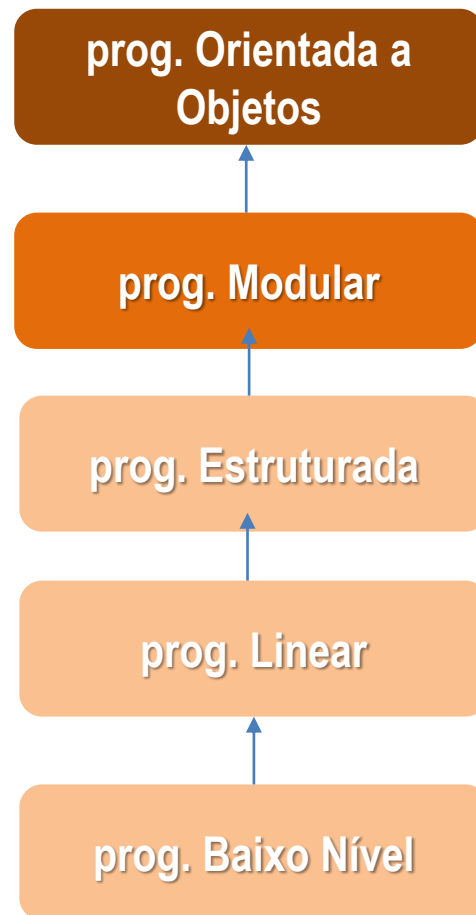 prog. Orientada a
Objetos
prog. Modular
prog. Estruturada
prog. Linear
prog. Baixo Nível